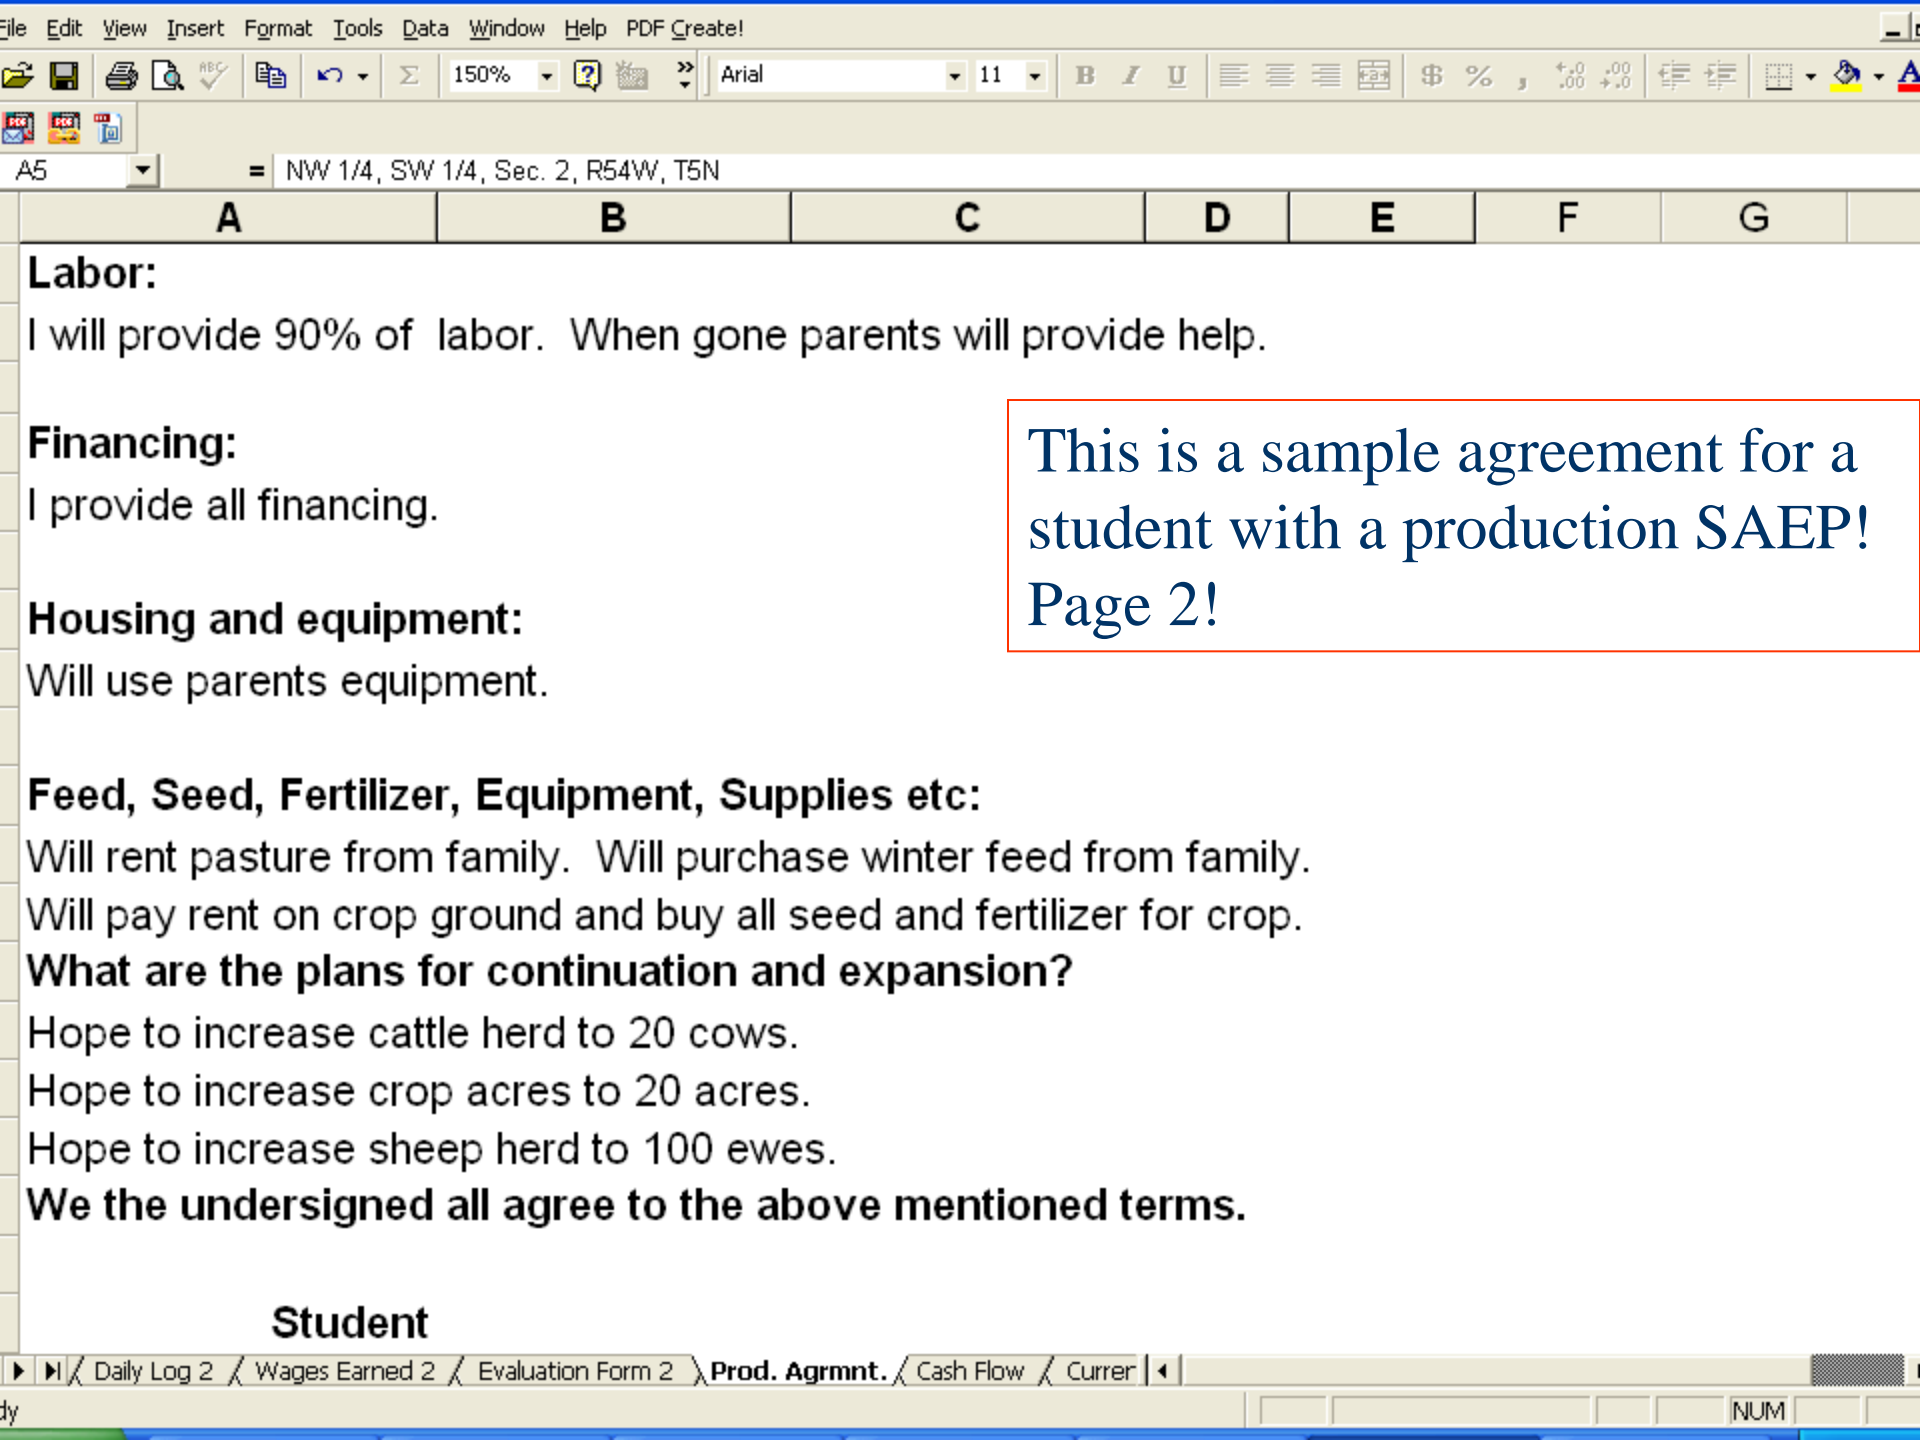 File Edit View Insert Format Tools Data Window Help PDF Create!
ABC Σ 150% ? » Arial 11 B I U $ % , A
PDF PDF
A5 = NW 1/4, SW 1/4, Sec. 2, R54W, T5N
A B C D E F G
Labor:
I will provide 90% of labor. When gone parents will provide help.
Financing:
I provide all financing.
This is a sample agreement for a
student with a production SAEP!
Page 2!
Housing and equipment:
Will use parents equipment.
Feed, Seed, Fertilizer, Equipment, Supplies etc:
Will rent pasture from family. Will purchase winter feed from family.
Will pay rent on crop ground and buy all seed and fertilizer for crop.
What are the plans for continuation and expansion?
Hope to increase cattle herd to 20 cows.
Hope to increase crop acres to 20 acres.
Hope to increase sheep herd to 100 ewes.
We the undersigned all agree to the above mentioned terms.
Student
Daily Log 2 Wages Earned 2 Evaluation Form 2 Prod. Agrmnt. Cash Flow Curren
dy NUM